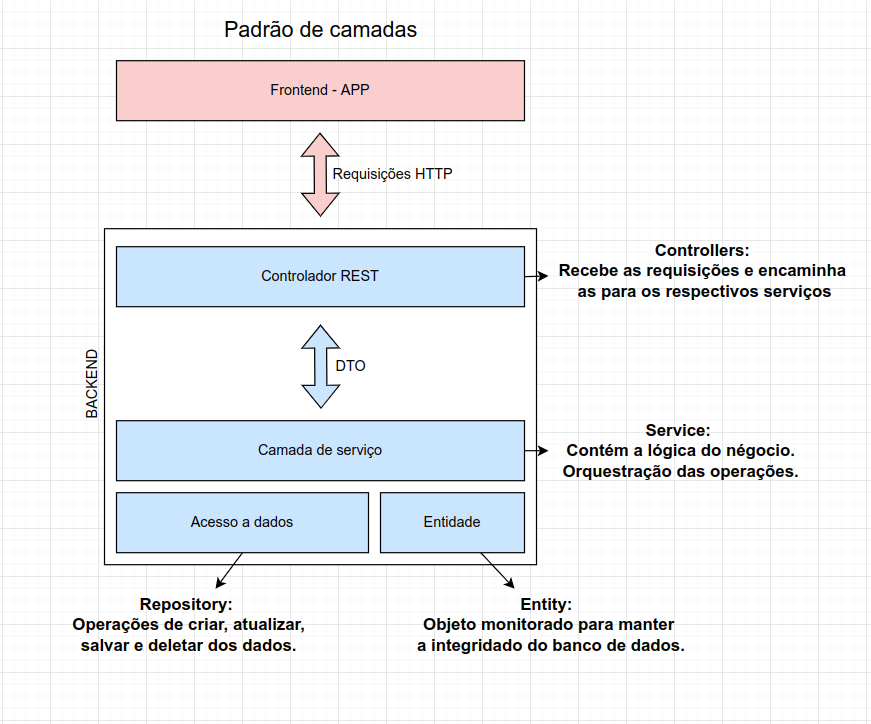 Padrão de camadas
Frontend - APP
Requisições HTTP
Controlador REST
Controllers:
Recebe as requisições e encaminha
as para os respectivos serviços
BACKEND
DTO
Camada de serviço
Service:
Contém a lógica do négocio.
Orquestração das operações.
Acesso a dados
Entidade
Repository:
Operações de criar, atualizar,
salvar e deletar dos dados.
Entity:
Objeto monitorado para manter
a integridado do banco de dados.